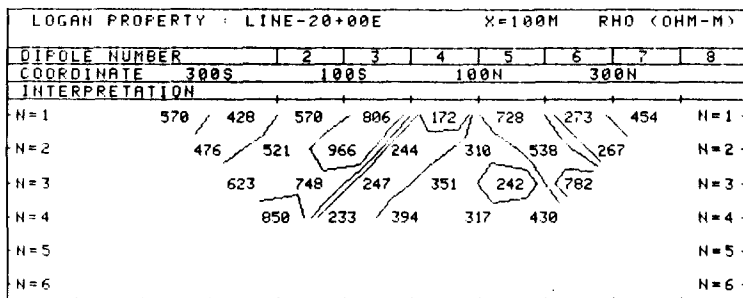 LOGAN PROPERTY : LINE-20+00E X=100M RHO (OHM-M)
DIPOLE NUMBER 2 3 4 5 6 7 8
COORDINATE 300S 100S 100N 300N
INTERPRETATION
N=1 570 428 570 806 172 728 273 454 N=1
N=2 476 521 966 244 310 538 267 N=2
N=3 623 748 247 351 242 782 N=3
N=4 850 233 394 317 430 N=4
N=5 N=5
N=6 N=6